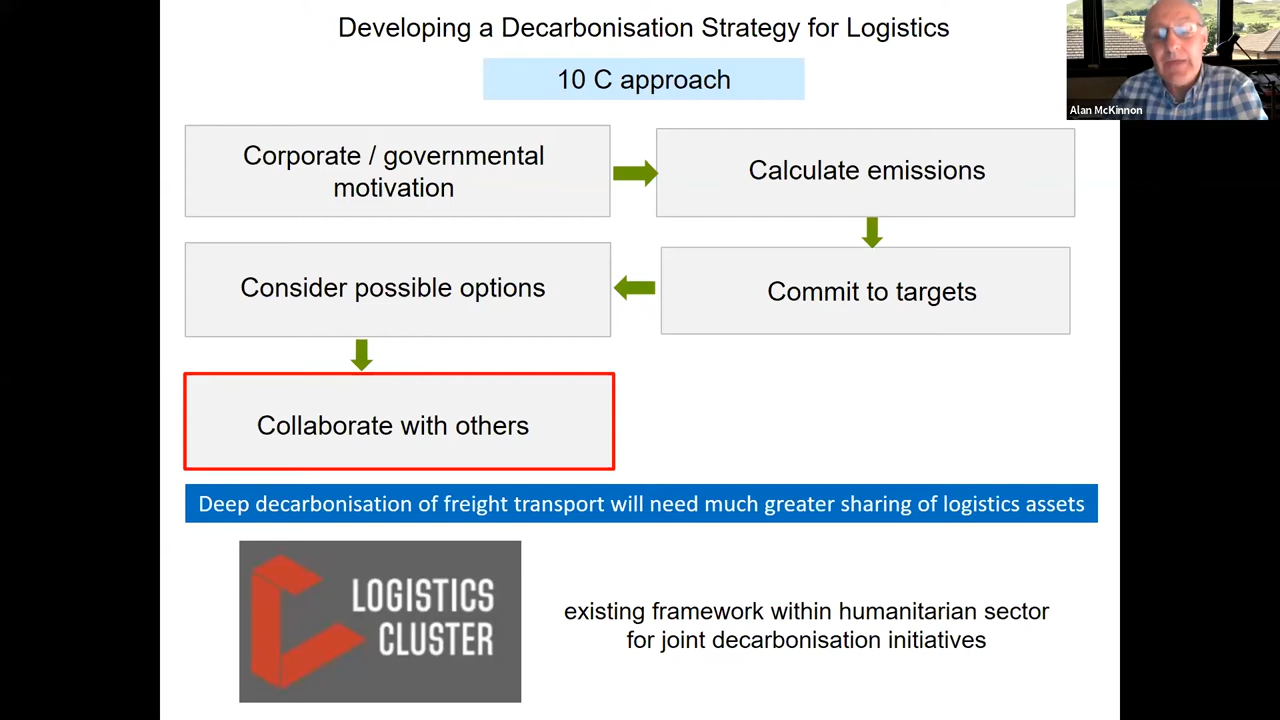 Developing a Decarbonisation Strategy for Logistics
10 C approach
Alan McKinnon
Corporate / governmental
motivation
Calculate emissions
Consider possible options
Commit to targets
Collaborate with others
Deep decarbonisation of freight transport will need much greater sharing of logistics assets
LOGISTICS
CLUSTER
existing framework within humanitarian sector
for joint decarbonisation initiatives